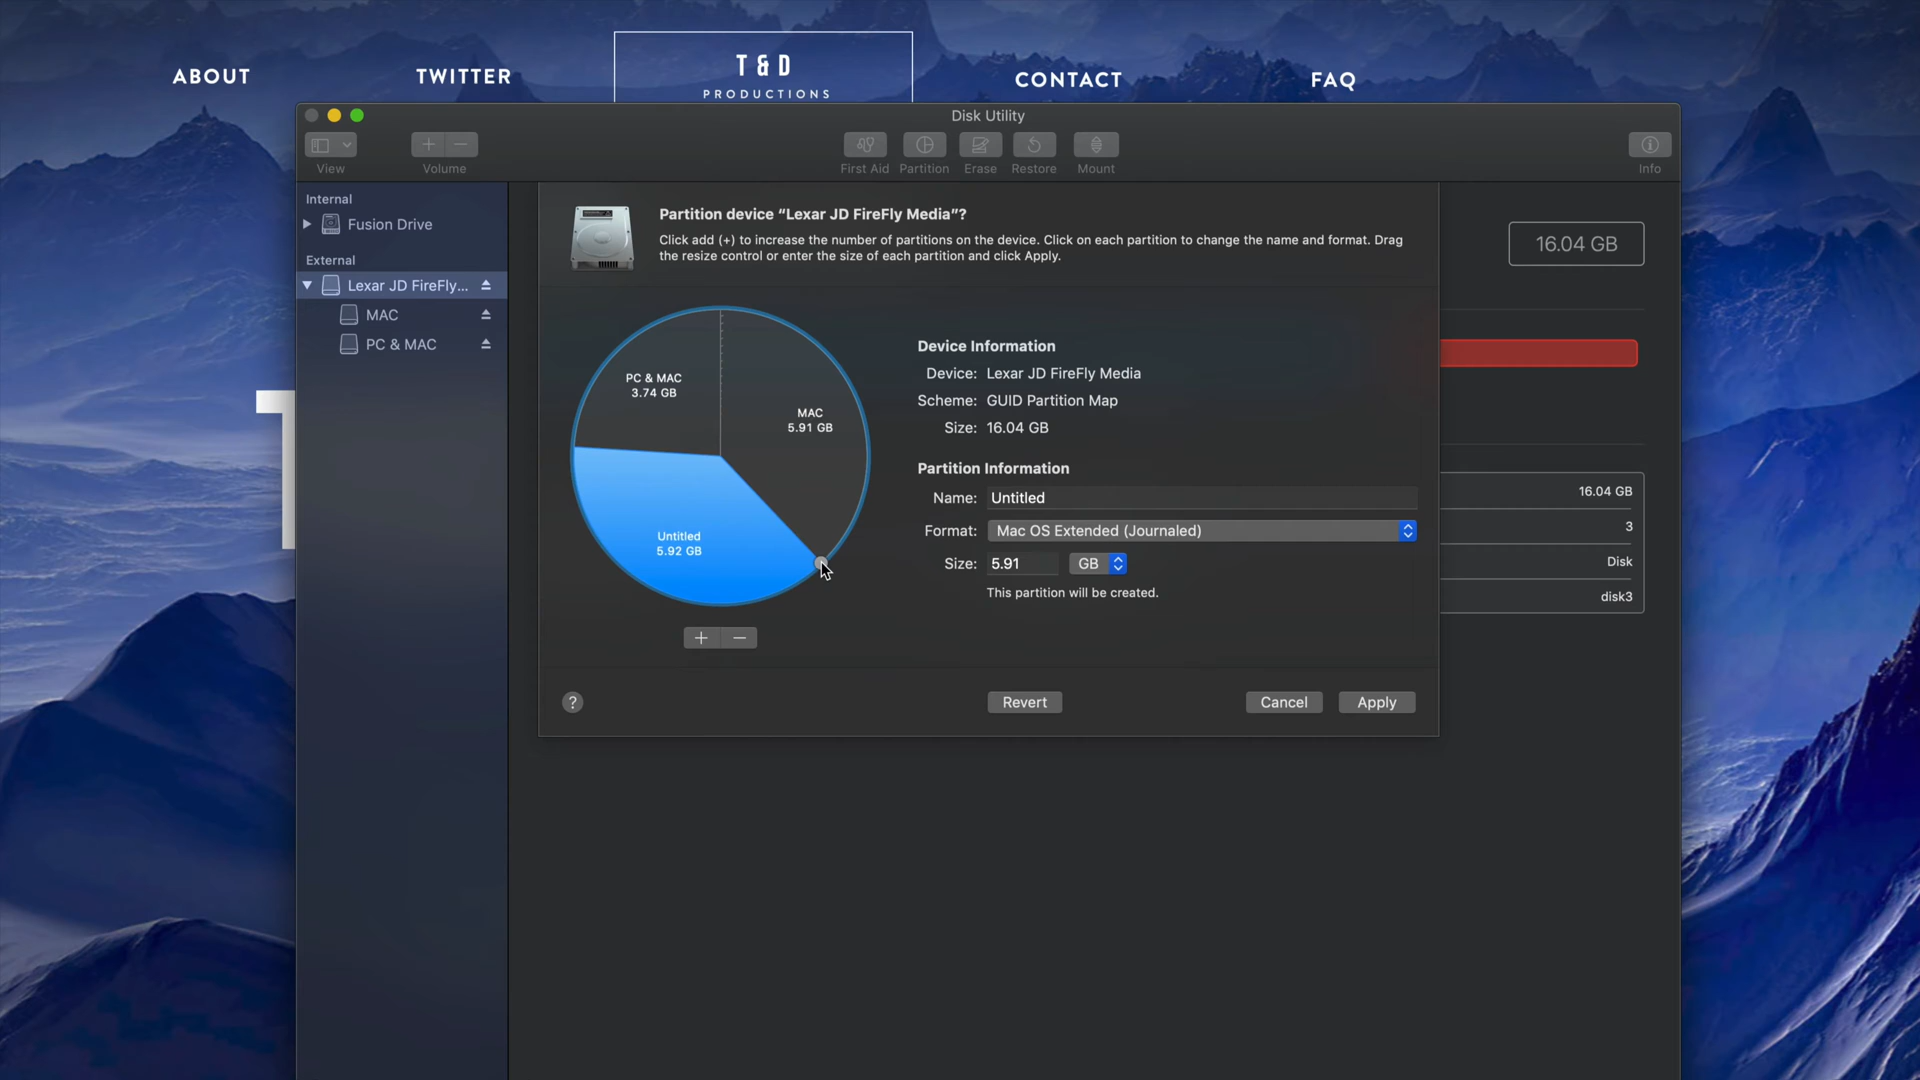 ABOUT
TWITTER
T & D
PRODUCTIONS
CONTACT
FAQ
Disk Utility
View
Volume
First Aid
Partition
Erase
Restore
Mount
Info
Internal
Fusion Drive
External
Lexar JD FireFly...
MAC
PC & MAC
Partition device “Lexar JD FireFly Media”?
Click add (+) to increase the number of partitions on the device. Click on each partition to change the name and format. Drag
the resize control or enter the size of each partition and click Apply.
16.04 GB
PC & MAC
3.74 GB
MAC
5.91 GB
Untitled
5.92 GB
Device Information
Device: Lexar JD FireFly Media
Scheme: GUID Partition Map
Size: 16.04 GB
Partition Information
Name: Untitled
Format: Mac OS Extended (Journaled)
Size: 5.91 GB
This partition will be created.
16.04 GB
3
Disk
disk3
?
Revert
Cancel
Apply
T